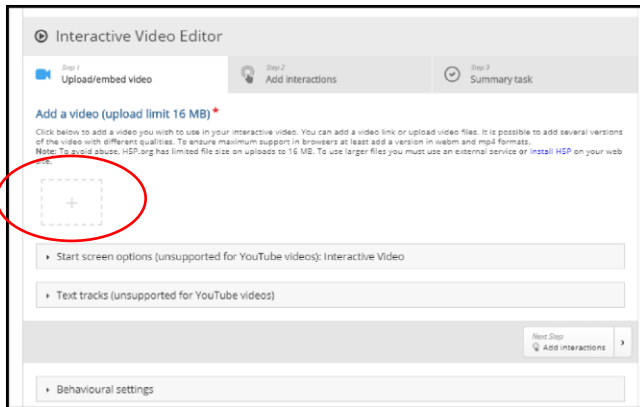 Interactive Video Editor
Step 1
Upload/embed video
Step 2
Add interactions
Step 3
Summary task
Add a video (upload limit 16 MB) *
Click below to add a video you wish to use in your interactive video. You can add a video link or upload video files. It is possible to add several versions
of the video with different qualities. To ensure maximum support in browsers at least add a version in webm and mp4 formats.
Note: To avoid abuse, H5P.org has limited file size on uploads to 16 MB. To use larger files you must use an external service or Install H5P on your web
site.
+
Start screen options (unsupported for YouTube videos): Interactive Video
Text tracks (unsupported for YouTube videos)
Next Step
Add interactions
Behavioural settings